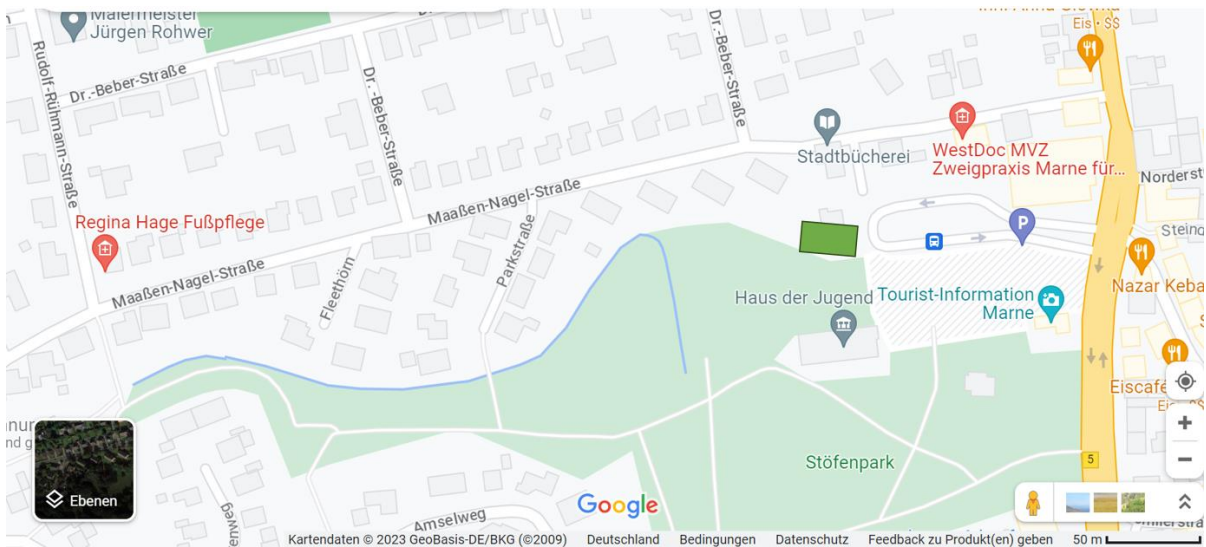 Malermeister
Jürgen Rohwer
Eis • $$
Rudolf-Rühmann-Straße
Dr.-Beber-Straße
Dr.-Beber-Straße
Dr.-Beber-Straße
Stadtbücherei
WestDoc MVZ
Zweigpraxis Marne für...
Norderst
Maaßen-Nagel-Straße
Regina Hage Fußpflege
P
Steing
Parkstraße
Maaßen-Nagel-Straße
Fleethörn
Haus der Jugend
Tourist-Information
Marne
Nazar Keba
Eiscafé
Stöfenpark
5
Ebenen
Google
Amselweg
Kartendaten © 2023 GeoBasis-DE/BKG (©2009) Deutschland Bedingungen Datenschutz Feedback zu Produkt(en) geben 50 m